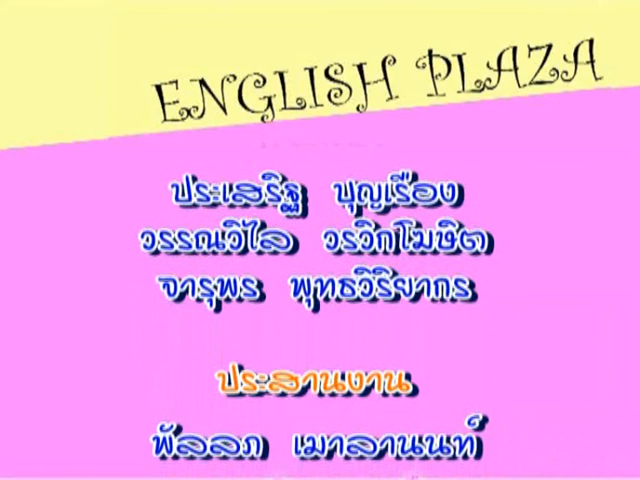 ENGLISH PLAZA
ประเสริฐ บุญเรือง
วรรณวิไล วรวิกโฆษิต
จารุพร พุทธวิริยากร
ประสานงาน
พัลลภ เมาลานนท์